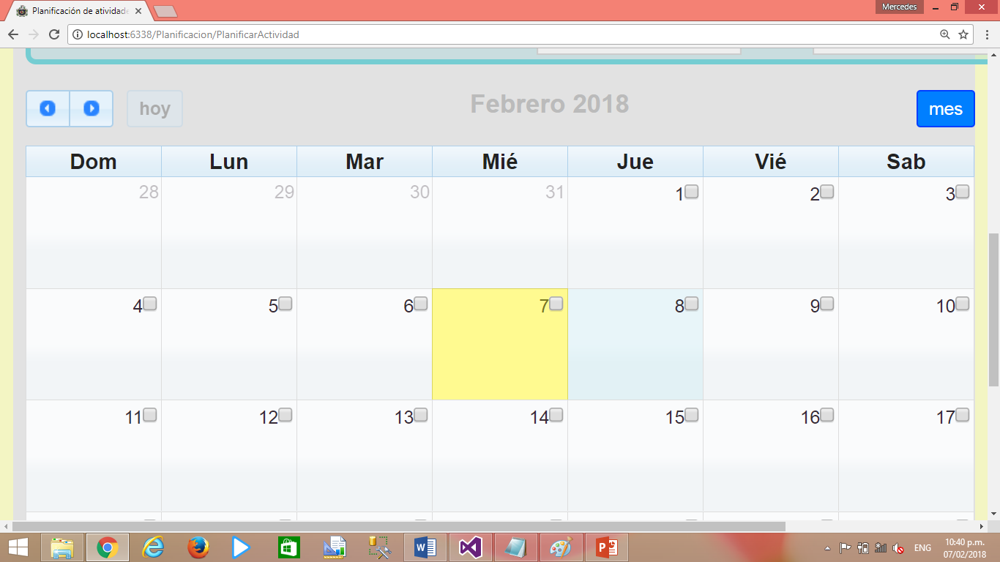 Planificación de atividade
Mercedes
localhost:6338/Planificacion/PlanificarActividad
hoy
Febrero 2018
mes
Dom Lun Mar Mié Jue Vié Sab
28 29 30 31 1 2 3
4 5 6 7 8 9 10
11 12 13 14 15 16 17
ENG
10:40 p.m.
07/02/2018